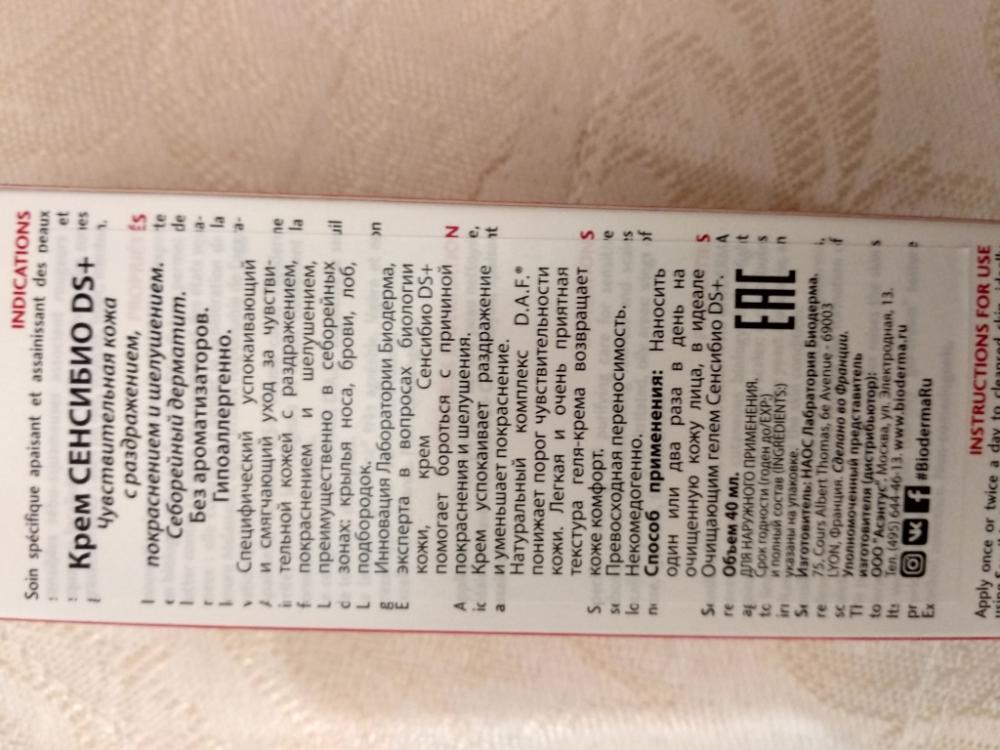 INDICATIONS
Soin spécifique apaisant et assainissant des peaux
Крем СЕНСИБИО DS+
Чувствительная кожа
с раздражением,
покраснением и шелушением.
Себорейный дерматит.
Без ароматизаторов.
Гипоаллергенно.
Специфический успокаивающий
и смягчающий уход за чувстви-
тельной кожей с раздражением,
покраснением и шелушением,
преимущественно в себорейных
зонах: крылья носа, брови, лоб,
подбородок.
Инновация Лаборатории Биодерма,
эксперта в вопросах биологии
кожи, крем Сенсибио DS+
помогает бороться с причиной
покраснения и шелушения.
Крем успокаивает раздражение
и уменьшает покраснение.
Натуральный комплекс D.A.F.®
понижает порог чувствительности
кожи. Легкая и очень приятная
текстура геля-крема возвращает
коже комфорт.
Превосходная переносимость.
Некомедогенно.
Способ применения: Наносить
один или два раза в день на
очищенную кожу лица, в идеале
Очищающим гелем Сенсибио DS+.
Объем 40 мл.
ДЛЯ НАРУЖНОГО ПРИМЕНЕНИЯ.
Срок годности (годен до/EXP:)
и полный состав (INGREDIENTS:)
указаны на упаковке.
EAC
Изготовитель: НАОС Лаборатория Биодерма.
75, Cours Albert Thomas, 6e Avenue - 69003
LYON, Франция. Сделано во Франции.
Уполномоченный представитель
изготовителя (дистрибьютор):
ООО "Асантус", Москва, ул. Электродная, 13.
Тел. (495) 644-46-13. www.bioderma.ru
#BiodermaRu
INSTRUCTIONS FOR USE
Apply once or twice a day to